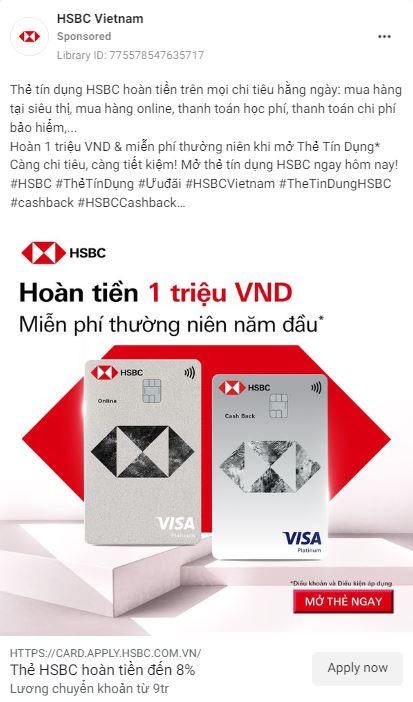 HSBC Vietnam
Sponsored
Library ID: 775578547635717
Thẻ tín dụng HSBC hoàn tiền trên mọi chi tiêu hằng ngày: mua hàng
tại siêu thị, mua hàng online, thanh toán học phí, thanh toán chi phí
bảo hiểm,...
Hoàn 1 triệu VND & miễn phí thường niên khi mở Thẻ Tín Dụng*
Càng chi tiêu, càng tiết kiệm! Mở thẻ tín dụng HSBC ngay hôm nay!
#HSBC #ThẻTínDụng #Ưuđãi #HSBCVietnam #TheTinDungHSBC
#cashback #HSBCCashback…
HSBC
Hoàn tiền 1 triệu VND
Miễn phí thường niên năm đầu*
HSBC
Online
VISA
Platinum
HSBC
Cash Back
VISA
Platinum
*Điều khoản và Điều kiện áp dụng.
MỞ THẺ NGAY
HTTPS://CARD.APPLY.HSBC.COM.VN/
Thẻ HSBC hoàn tiền đến 8%
Lương chuyển khoản từ 9tr
Apply now